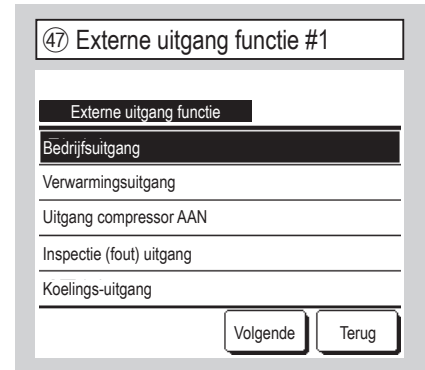 ㊼ Externe uitgang functie #1
Externe uitgang functie
Bedrijfsuitgang
Verwarmingsuitgang
Uitgang compressor AAN
Inspectie (fout) uitgang
Koelings-uitgang
Volgende Terug